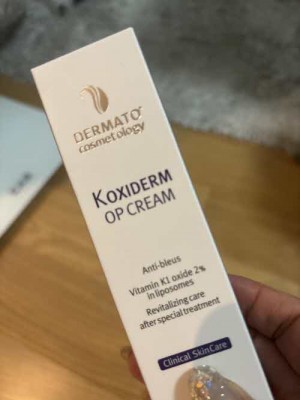 DERMATO
cosmetology
KOXIDERM
OP CREAM
Anti-bleus
Vitamin K1 oxide 2%
in liposomes
Revitalizing care
after special treatment
Clinical SkinCare